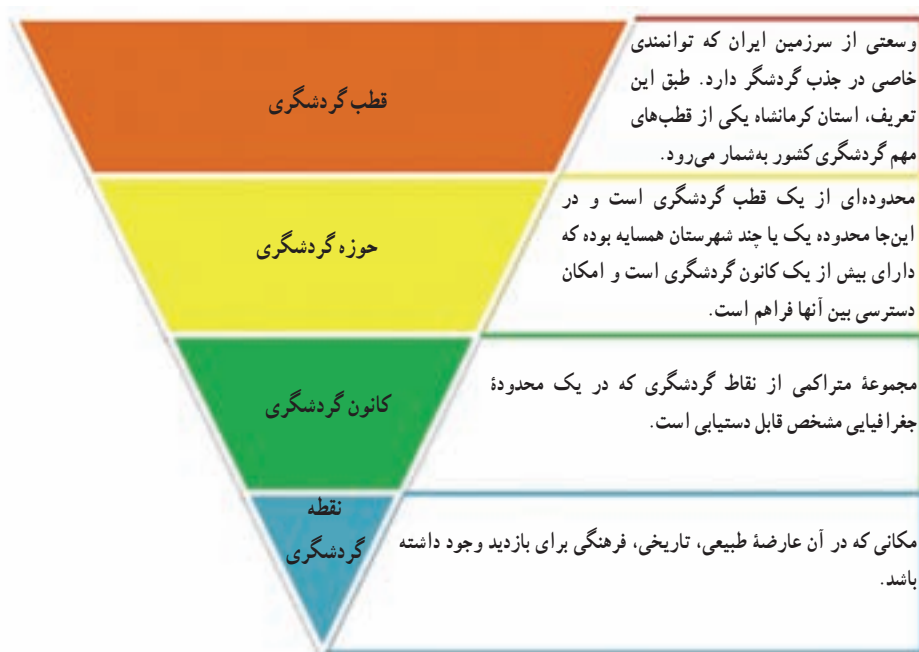 قطب گردشگری
وسعتی از سرزمین ایران که توانمندی
خاصی در جذب گردشگر دارد. طبق این
تعریف، استان کرمانشاه یکی از قطب‌های
مهم گردشگری کشور به‌شمار می‌رود.
حوزه گردشگری
محدوده‌ای از یک قطب گردشگری است و در
این‌جا محدوده یک یا چند شهرستان همسایه بوده که
دارای بیش از یک کانون گردشگری است و امکان
دسترسی بین آنها فراهم است.
کانون گردشگری
مجموعهٔ متراکمی از نقاط گردشگری که در یک محدودهٔ
جغرافیایی مشخص قابل دستیابی است.
نقطه
گردشگری
مکانی که در آن عارضهٔ طبیعی، تاریخی، فرهنگی برای بازدید وجود داشته
باشد.